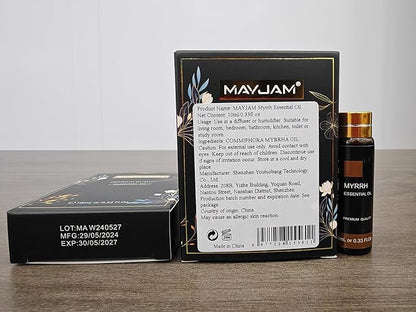 MAYJAM®
Product Name: MAYJAM Myrrh Essential Oil
Net Content: 10ml/0.33fl.oz
Usage: Use in a diffuser or humidifier. Suitable for
living room, bedroom, bathroom, kitchen, toilet or
study room.
Ingredients: COMMIPHORA MYRRHA OIL
Caution: For external use only. Avoid contact with
eyes. Keep out of reach of children. Discontinue use
if signs of irritation occur. Store in a cool and dry
place
Manufacturer: Shenzhen Youtuebang Technology
Co., Ltd.
Address: 208B, Yizhe Building, Yuquan Road,
Nantou Street, Nanshan District, Shenzhen
Production batch number and expiration date: See
packaging.
Country of origin: China
May cause an allergic skin reaction.
Made in China
LOT:MA W240527
MFG:29/05/2024
EXP:30/05/2027
MYRRH
ESSENTIAL OIL
PREMIUM QUALITY
or 0.33 FL.